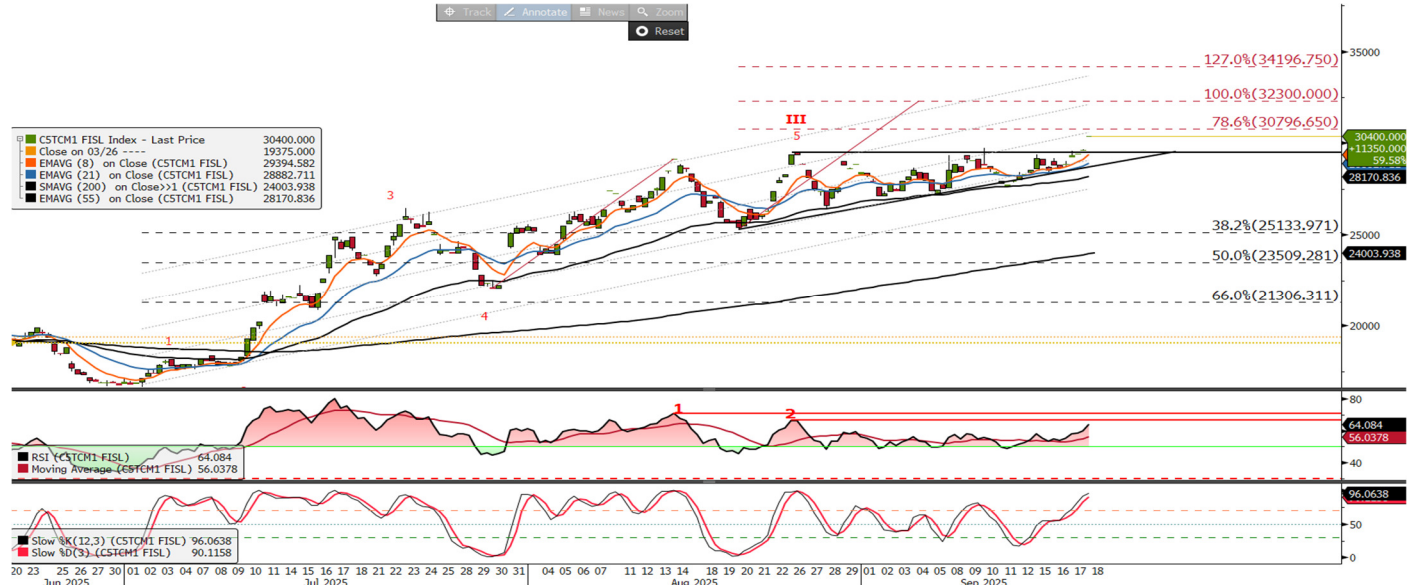 Track Annotate News Zoom
Reset
C5TCM1 FISL Index - Last Price 30400.000
Close on 03/26 ---- 19375.000
EMAVG (8) on Close (C5TCM1 FISL) 29394.582
EMAVG (21) on Close (C5TCM1 FISL) 28882.711
SMAVG (200) on Close>>1 (C5TCM1 FISL) 24003.938
EMAVG (55) on Close (C5TCM1 FISL) 28170.836
1
3
4
III
5
127.0%(34196.750)
100.0%(32300.000)
78.6%(30796.650)
38.2%(25133.971)
50.0%(23509.281)
66.0%(21306.311)
35000
30400.000
+11350.000
59.58%
28170.836
25000
24003.938
20000
1
2
RSI (C5TCM1 FISL) 64.084
Moving Average (C5TCM1 FISL) 56.0378
80
64.084
56.0378
40
Slow %K(12,3) (C5TCM1 FISL) 96.0638
Slow %D(3) (C5TCM1 FISL) 90.1158
96.0638
50
0
20 23 25 26 27 30 01 02 03 04 07 08 09 10 11 14 15 16 17 18 21 22 23 24 25 28 29 30 31 04 05 06 07 11 12 13 14 15 18 19 20 21 22 26 27 28 29 01 02 03 04 05 08 09 10 11 12 15 16 17 18
Jun 2025 Jul 2025 Aug 2025 Sep 2025